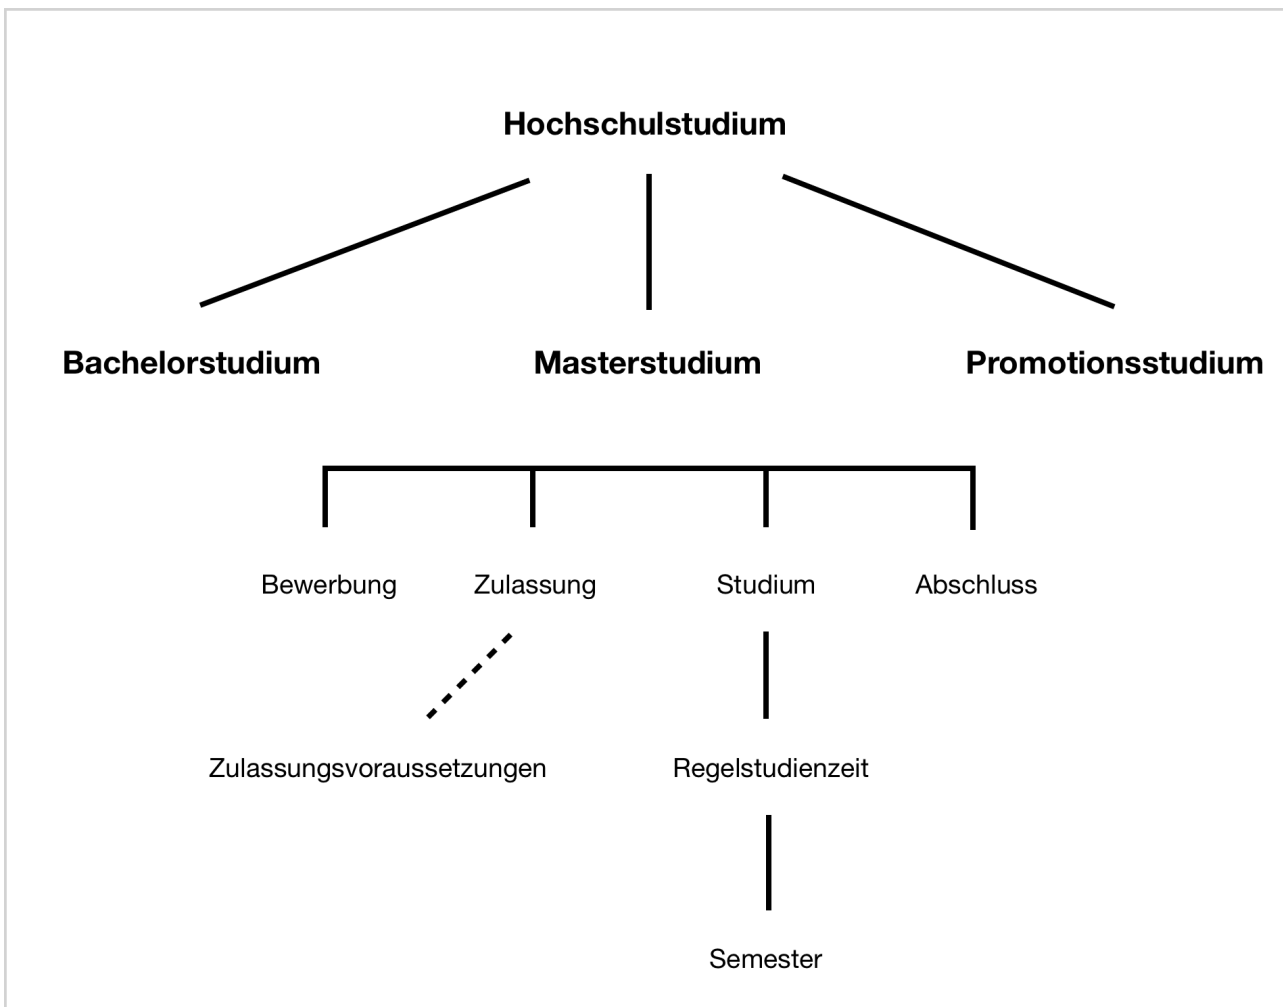 Hochschulstudium
Bachelorstudium Masterstudium Promotionsstudium
Bewerbung Zulassung Studium Abschluss
Zulassungsvoraussetzungen Regelstudienzeit
Semester